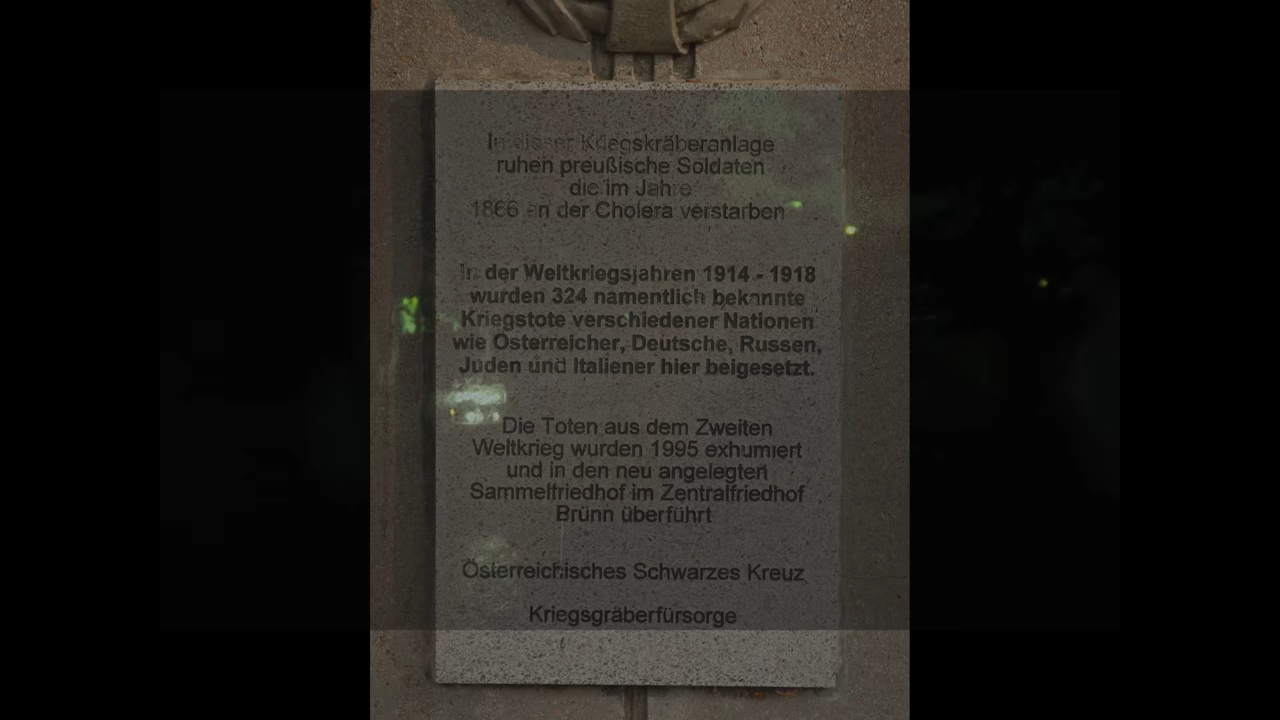 In dieser Kriegskräberanlage
ruhen preußische Soldaten
die im Jahre
1866 an der Cholera verstarben
In der Weltkriegsjahren 1914 - 1918
wurden 324 namentlich bekannte
Kriegstote verschiedener Nationen
wie Österreicher, Deutsche, Russen,
Juden und Italiener hier beigesetzt.
Die Toten aus dem Zweiten
Weltkrieg wurden 1995 exhumiert
und in den neu angelegten
Sammelfriedhof im Zentralfriedhof
Brünn überführt
Österreichisches Schwarzes Kreuz
Kriegsgräberfürsorge